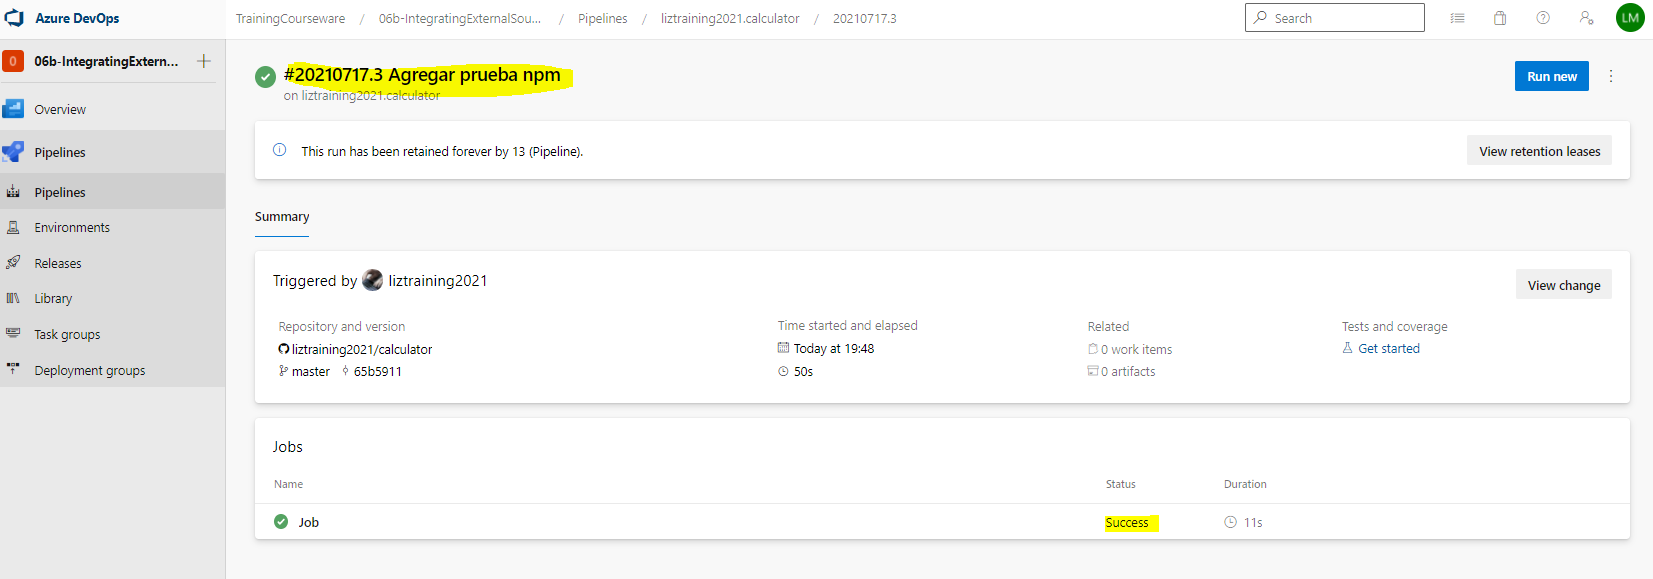 Azure DevOps
TrainingCourseware / 06b-IntegratingExternalSou... / Pipelines / liztraining2021.calculator / 20210717.3
Search
LM
O 06b-IntegratingExtern... +
Overview
Pipelines
Pipelines
Environments
Releases
Library
Task groups
Deployment groups
#20210717.3 Agregar prueba npm
on liztraining2021.calculator
Run new
This run has been retained forever by 13 (Pipeline).
View retention leases
Summary
Triggered by liztraining2021
View change
Repository and version
liztraining2021/calculator
master 65b5911
Time started and elapsed
Today at 19:48
50s
Related
0 work items
0 artifacts
Tests and coverage
Get started
Jobs
Name Status Duration
Job Success 11s